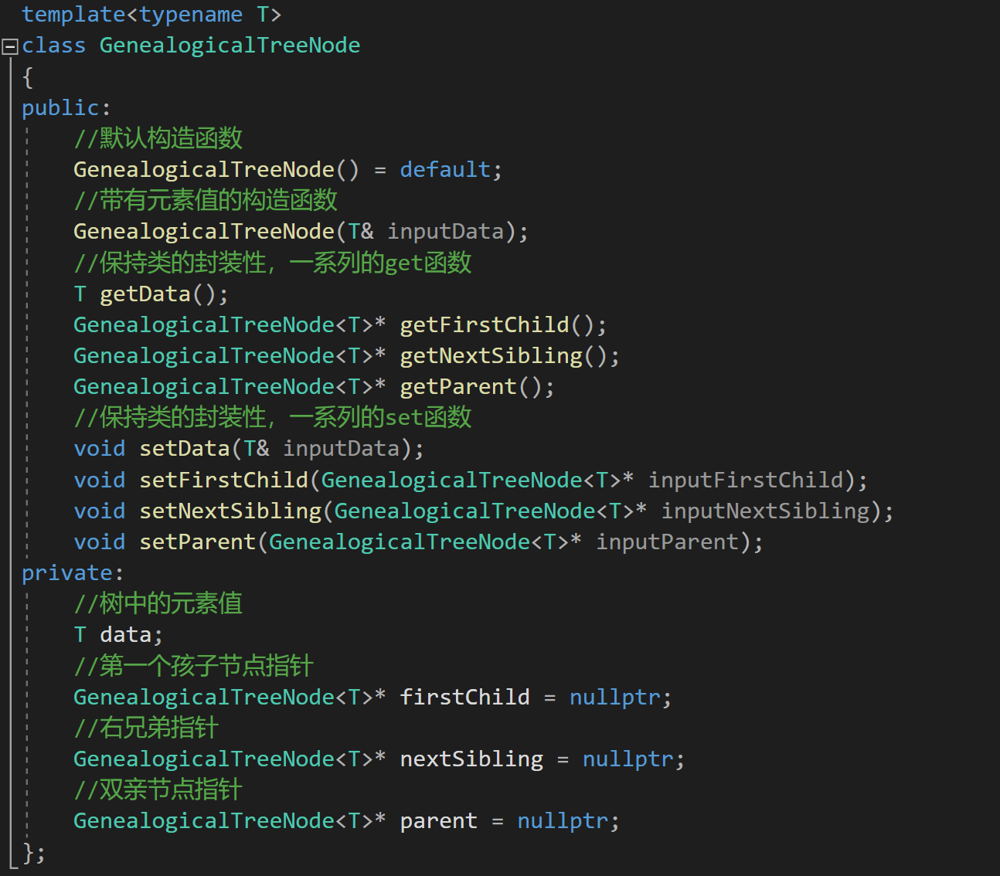 template<typename T>
class GenealogicalTreeNode
{
public:
    //默认构造函数
    GenealogicalTreeNode() = default;
    //带有元素值的构造函数
    GenealogicalTreeNode(T& inputData);
    //保持类的封装性，一系列的get函数
    T getData();
    GenealogicalTreeNode<T>* getFirstChild();
    GenealogicalTreeNode<T>* getNextSibling();
    GenealogicalTreeNode<T>* getParent();
    //保持类的封装性，一系列的set函数
    void setData(T& inputData);
    void setFirstChild(GenealogicalTreeNode<T>* inputFirstChild);
    void setNextSibling(GenealogicalTreeNode<T>* inputNextSibling);
    void setParent(GenealogicalTreeNode<T>* inputParent);
private:
    //树中的元素值
    T data;
    //第一个孩子节点指针
    GenealogicalTreeNode<T>* firstChild = nullptr;
    //右兄弟指针
    GenealogicalTreeNode<T>* nextSibling = nullptr;
    //双亲节点指针
    GenealogicalTreeNode<T>* parent = nullptr;
};